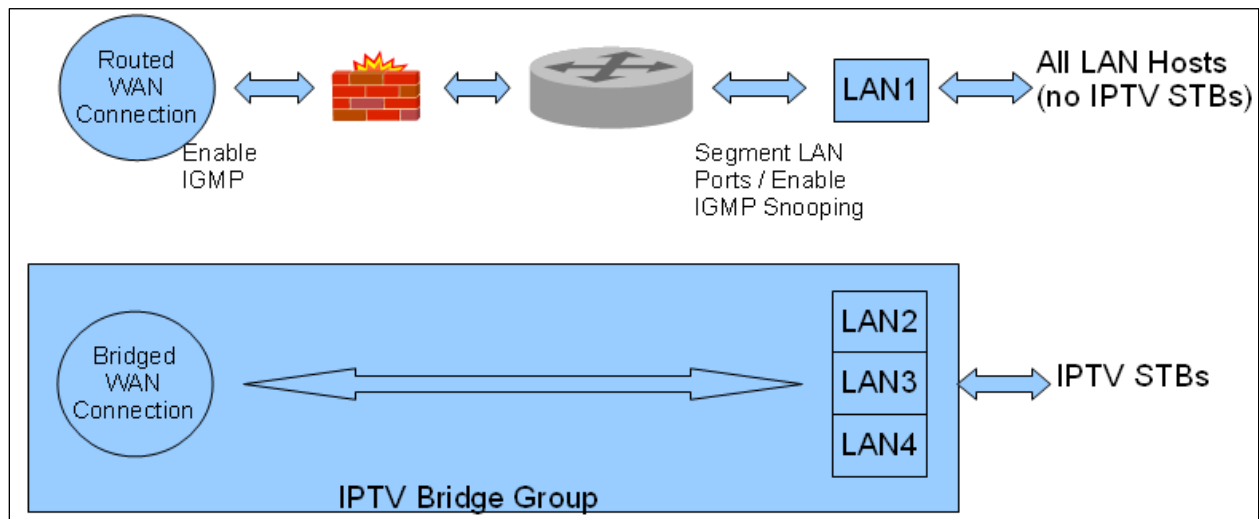 Routed
WAN
Connection
Enable
IGMP
Segment LAN
Ports / Enable
IGMP Snooping
LAN1
All LAN Hosts
(no IPTV STBs)
Bridged
WAN
Connection
LAN2
LAN3
LAN4
IPTV STBs
IPTV Bridge Group